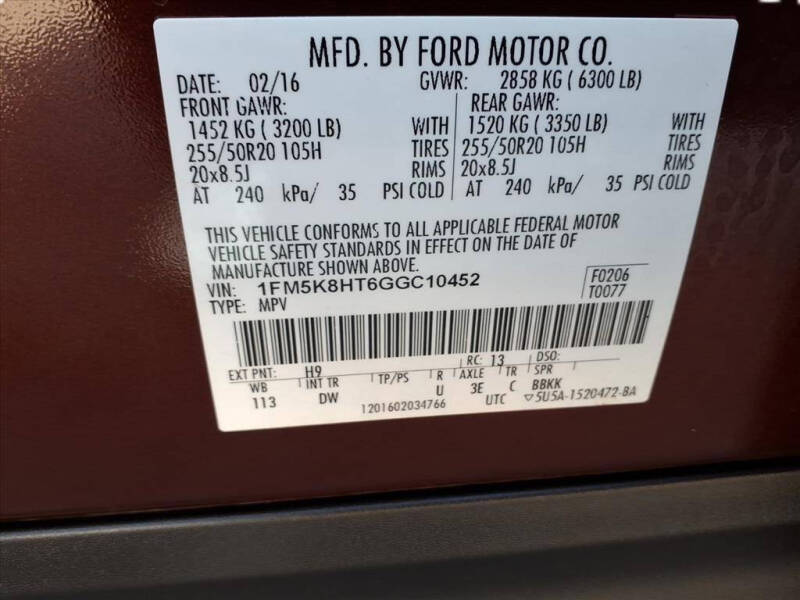 MFD. BY FORD MOTOR CO.
DATE: 02/16 GVWR: 2858 KG ( 6300 LB)
FRONT GAWR: REAR GAWR:
1452 KG ( 3200 LB) WITH 1520 KG ( 3350 LB) WITH
255/50R20 105H TIRES 255/50R20 105H TIRES
20x8.5J RIMS 20x8.5J RIMS
AT 240 kPa/ 35 PSI COLD AT 240 kPa/ 35 PSI COLD
THIS VEHICLE CONFORMS TO ALL APPLICABLE FEDERAL MOTOR
VEHICLE SAFETY STANDARDS IN EFFECT ON THE DATE OF
MANUFACTURE SHOWN ABOVE.
VIN: 1FM5K8HT6GGC10452 F0206
TYPE: MPV T0077
EXT PNT: H9 RC: 13 DSO:
WB INT TR TP/PS R AXLE TR SPR
113 DW U 3E C BBKK
1201602034766 UTC ▽5U5A-1520472-BA